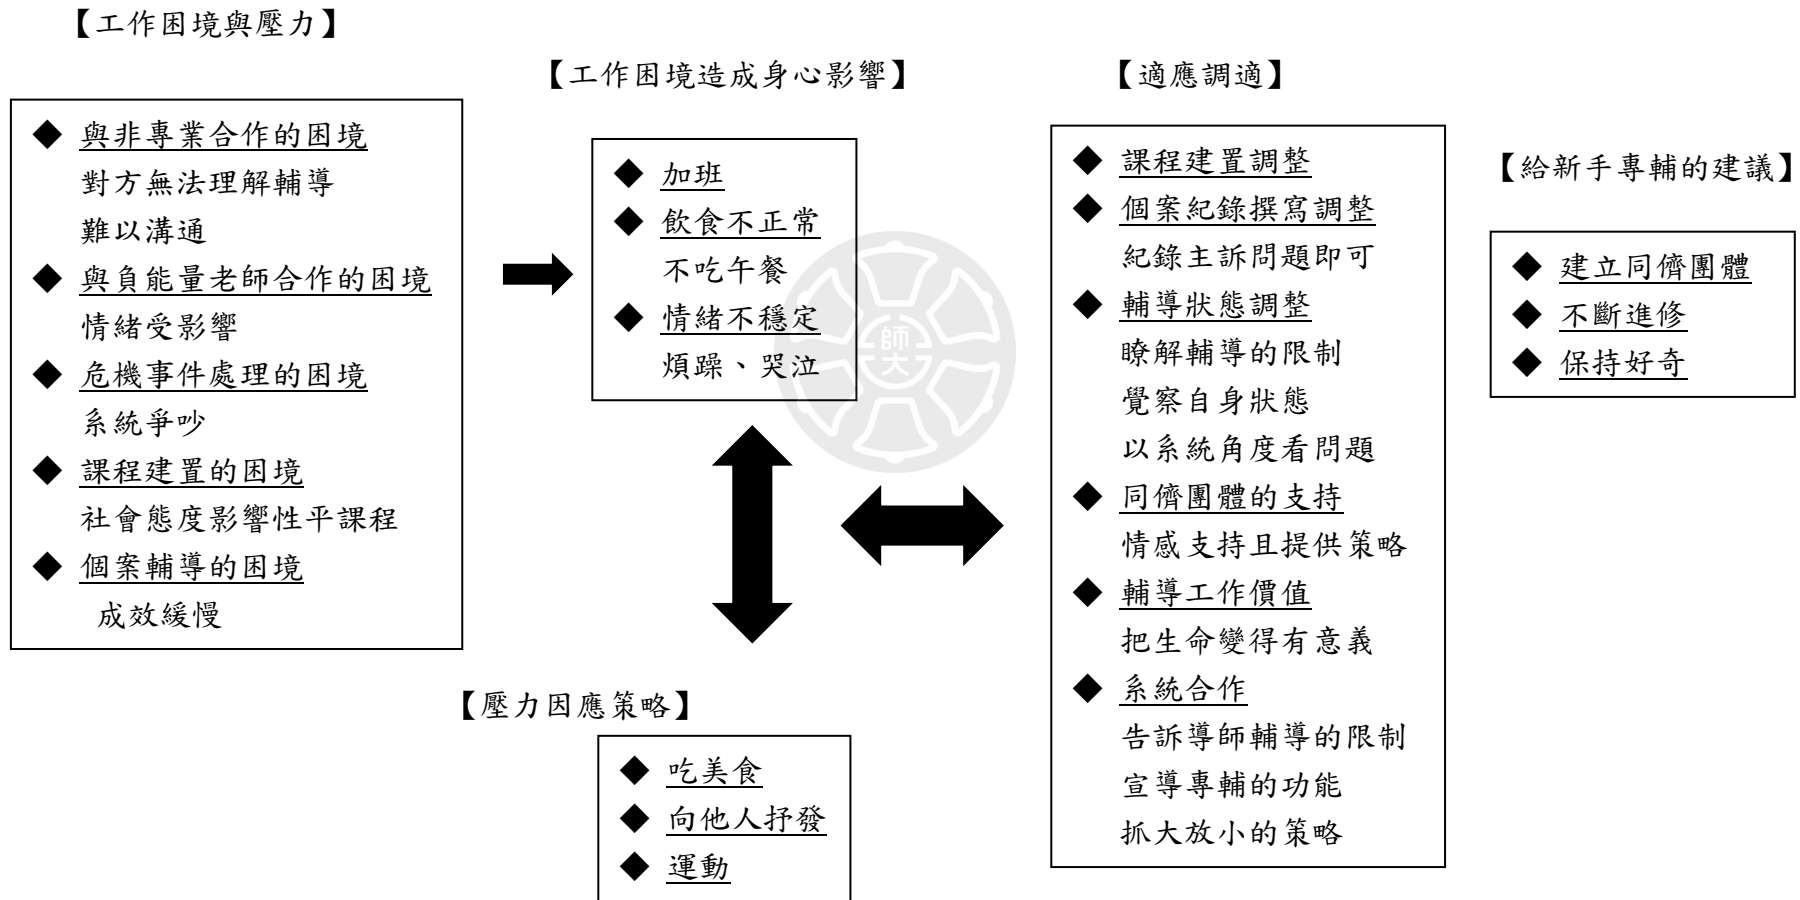 【工作困境與壓力】
◆ 與非專業合作的困境
對方無法理解輔導
難以溝通
◆ 與負能量老師合作的困境
情緒受影響
◆ 危機事件處理的困境
系統爭吵
◆ 課程建置的困境
社會態度影響性平課程
◆ 個案輔導的困境
成效緩慢
【工作困境造成身心影響】
◆ 加班
◆ 飲食不正常
不吃午餐
◆ 情緒不穩定
煩躁、哭泣
師大
【壓力因應策略】
◆ 吃美食
◆ 向他人抒發
◆ 運動
【適應調適】
◆ 課程建置調整
◆ 個案紀錄撰寫調整
紀錄主訴問題即可
◆ 輔導狀態調整
瞭解輔導的限制
覺察自身狀態
以系統角度看問題
◆ 同儕團體的支持
情感支持且提供策略
◆ 輔導工作價值
把生命變得有意義
◆ 系統合作
告訴導師輔導的限制
宣導專輔的功能
抓大放小的策略
【給新手專輔的建議】
◆ 建立同儕團體
◆ 不斷進修
◆ 保持好奇